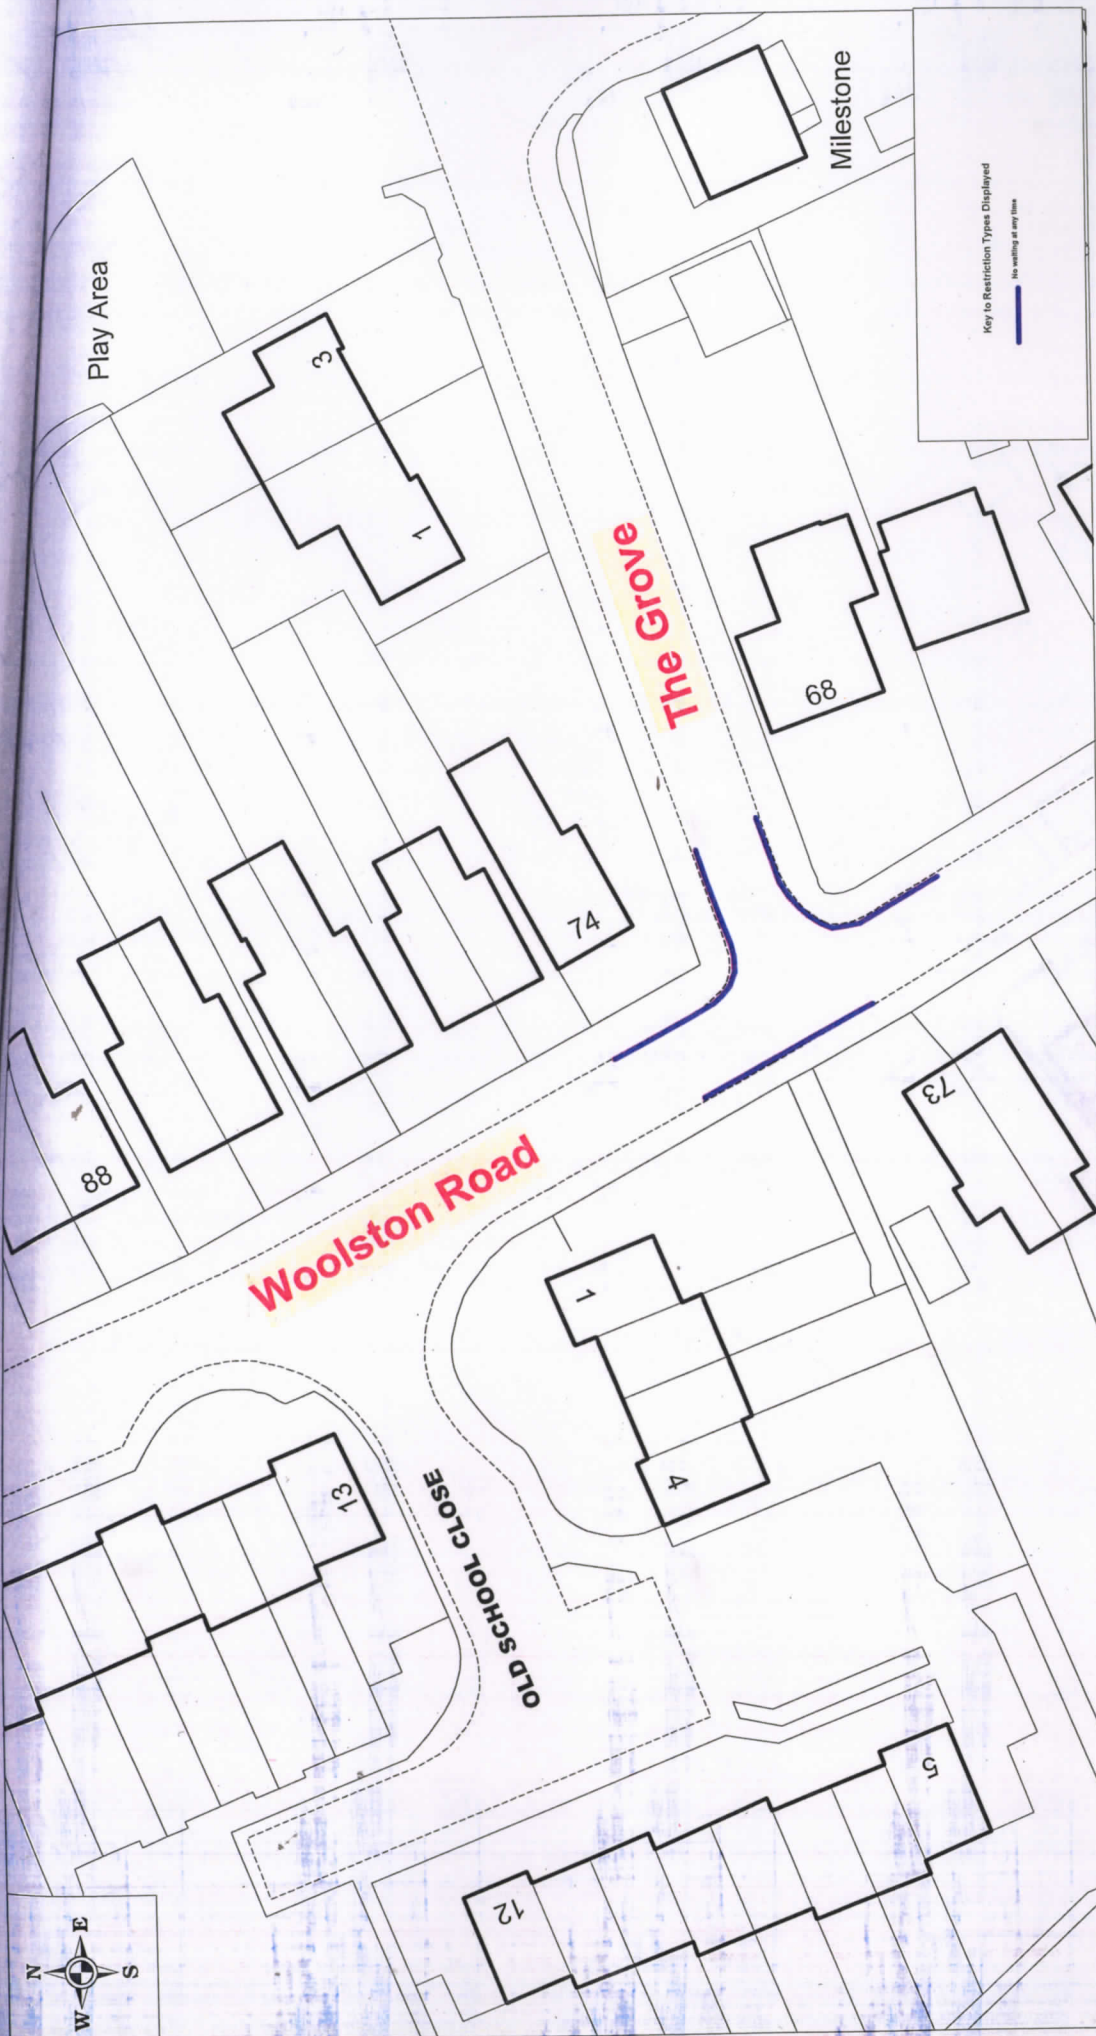 N
W E
S
88
Play Area
13
12
Woolston Road
74
1
3
OLD SCHOOL CLOSE
1
4
The Grove
68
Milestone
5
73
Key to Restriction Types Displayed
No waiting at any time